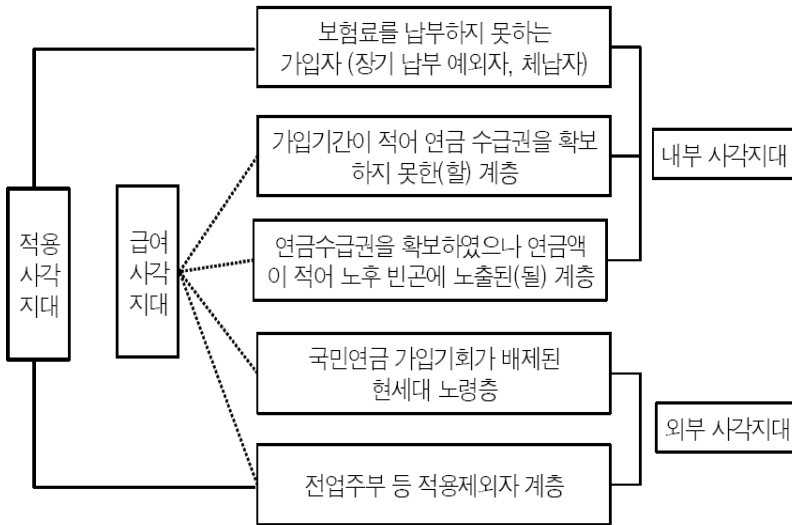 보험료를 납부하지 못하는
가입자 (장기 납부 예외자, 체납자)
가입기간이 적어 연금 수급권을 확보
하지 못한(할) 계층
내부 사각지대
적용
사각
지대
급여
사각
지대
연금수급권을 확보하였으나 연금액
이 적어 노후 빈곤에 노출된(될) 계층
국민연금 가입기회가 배제된
현세대 노령층
외부 사각지대
전업주부 등 적용제외자 계층